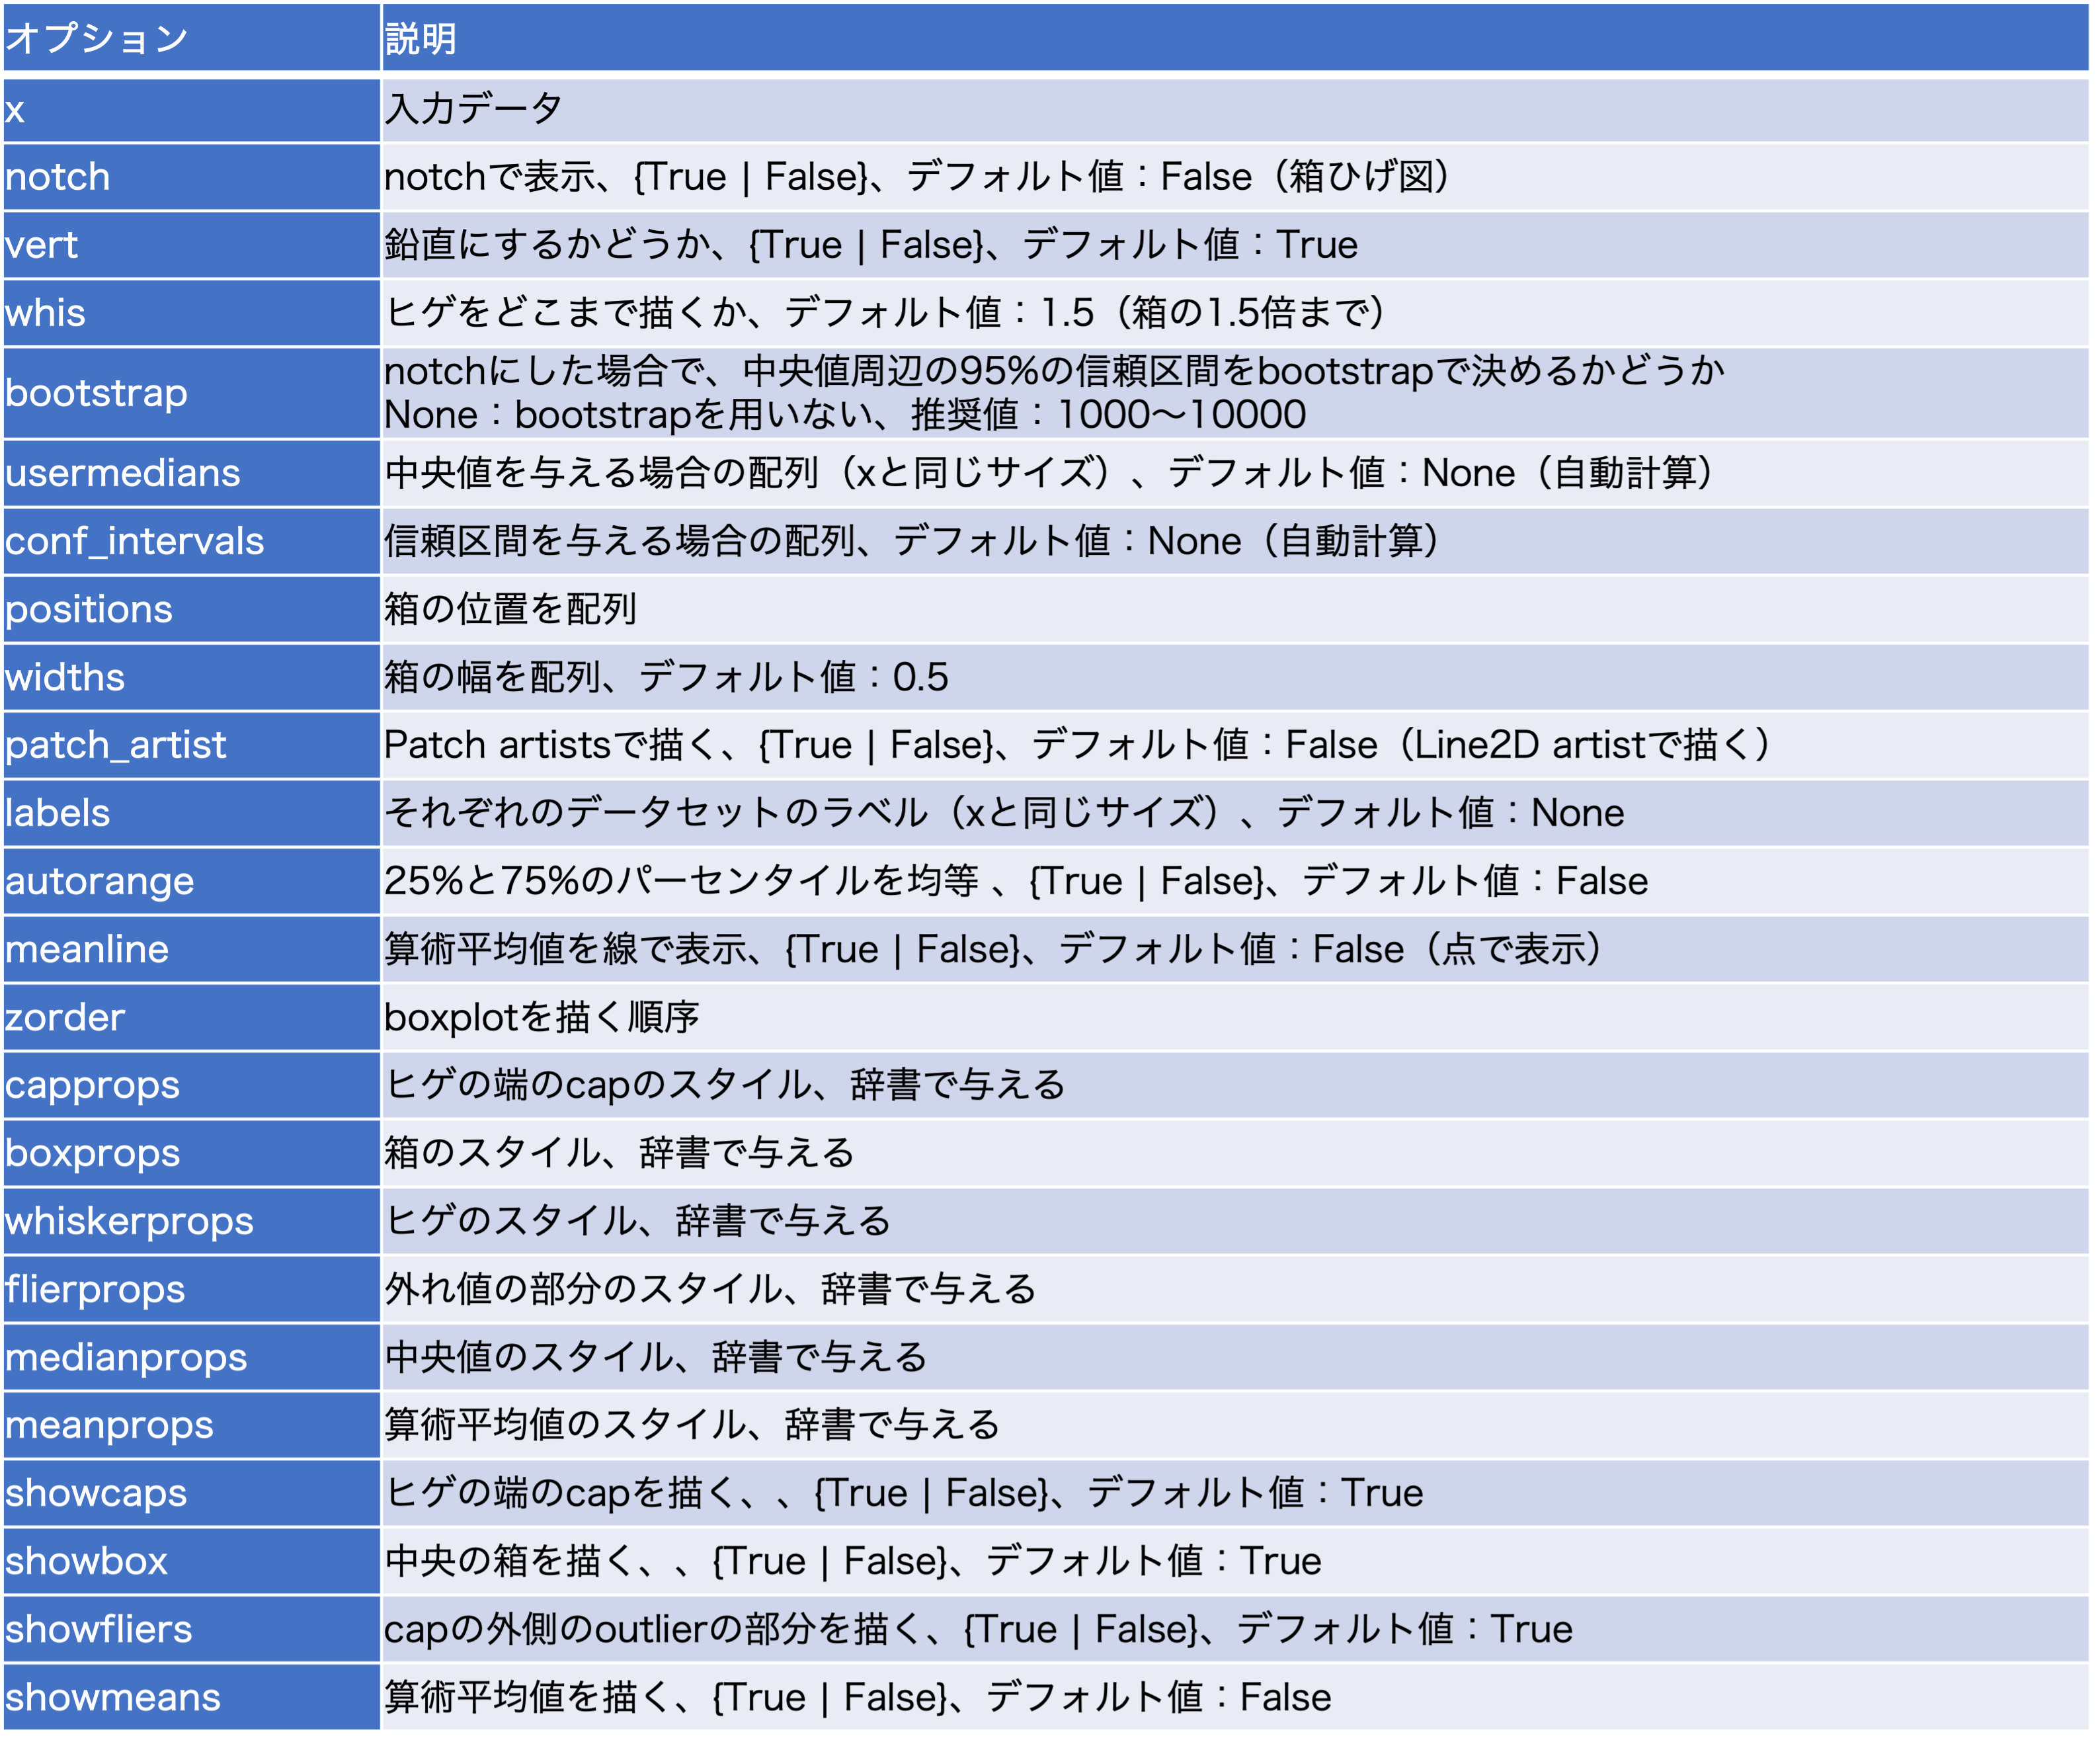 オプション 説明
x 入力データ
notch notchで表示、{True | False}、デフォルト値：False（箱ひげ図）
vert 鉛直にするかどうか、{True | False}、デフォルト値：True
whis ヒゲをどこまで描くか、デフォルト値：1.5（箱の1.5倍まで）
bootstrap notchにした場合で、中央値周辺の95%の信頼区間をbootstrapで決めるかどうか
None：bootstrapを用いない、推奨値：1000〜10000
usermedians 中央値を与える場合の配列（xと同じサイズ）、デフォルト値：None（自動計算）
conf_intervals 信頼区間を与える場合の配列、デフォルト値：None（自動計算）
positions 箱の位置を配列
widths 箱の幅を配列、デフォルト値：0.5
patch_artist Patch artistsで描く、{True | False}、デフォルト値：False（Line2D artistで描く）
labels それぞれのデータセットのラベル（xと同じサイズ）、デフォルト値：None
autorange 25%と75%のパーセンタイルを均等 、{True | False}、デフォルト値：False
meanline 算術平均値を線で表示、{True | False}、デフォルト値：False（点で表示）
zorder boxplotを描く順序
capprops ヒゲの端のcapのスタイル、辞書で与える
boxprops 箱のスタイル、辞書で与える
whiskerprops ヒゲのスタイル、辞書で与える
flierprops 外れ値の部分のスタイル、辞書で与える
medianprops 中央値のスタイル、辞書で与える
meanprops 算術平均値のスタイル、辞書で与える
showcaps ヒゲの端のcapを描く、、{True | False}、デフォルト値：True
showbox 中央の箱を描く、、{True | False}、デフォルト値：True
showfliers capの外側のoutlierの部分を描く、{True | False}、デフォルト値：True
showmeans 算術平均値を描く、{True | False}、デフォルト値：False